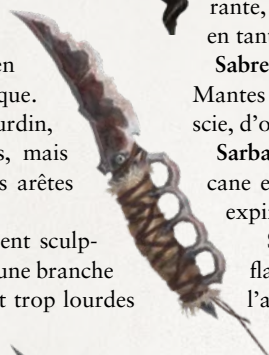 en
que.
urdin,
s, mais
s arêtes
ent sculp-
une branche
t trop lourdes
rante,
en tant
Sabre
Mantes
scie, d'o
Sarba
cane e
expi
S
fla
l'a